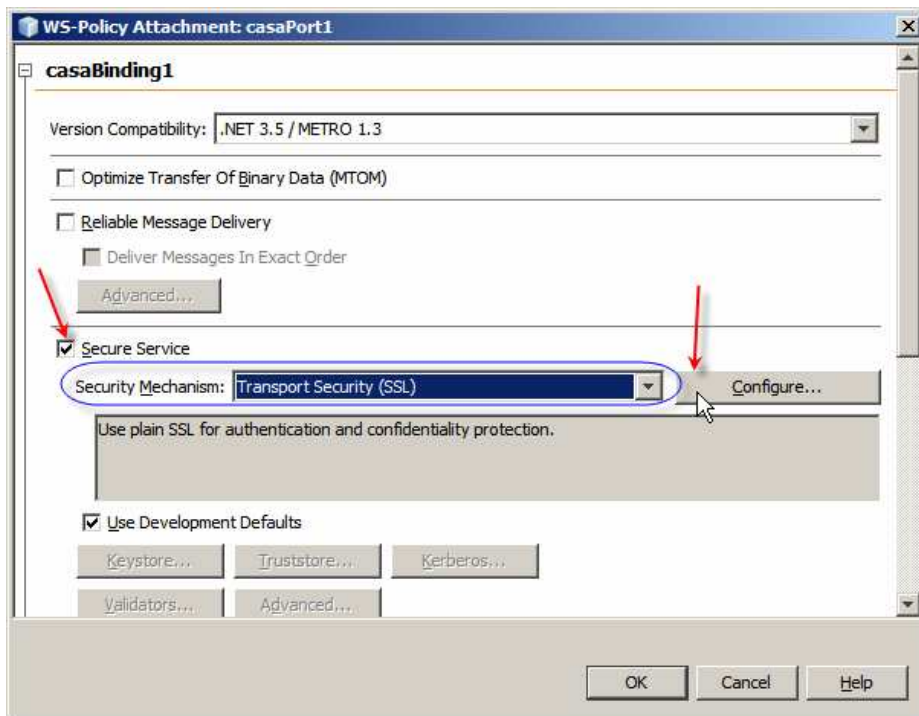 WS-Policy Attachment: casaPort1
casaBinding1
Version Compatibility: .NET 3.5 / METRO 1.3
Optimize Transfer Of Binary Data (MTOM)
Reliable Message Delivery
Deliver Messages In Exact Order
Advanced...
Secure Service
Security Mechanism: Transport Security (SSL) Configure...
Use plain SSL for authentication and confidentiality protection.
Use Development Defaults
Keystore... Truststore... Kerberos...
Validators... Advanced...
OK Cancel Help